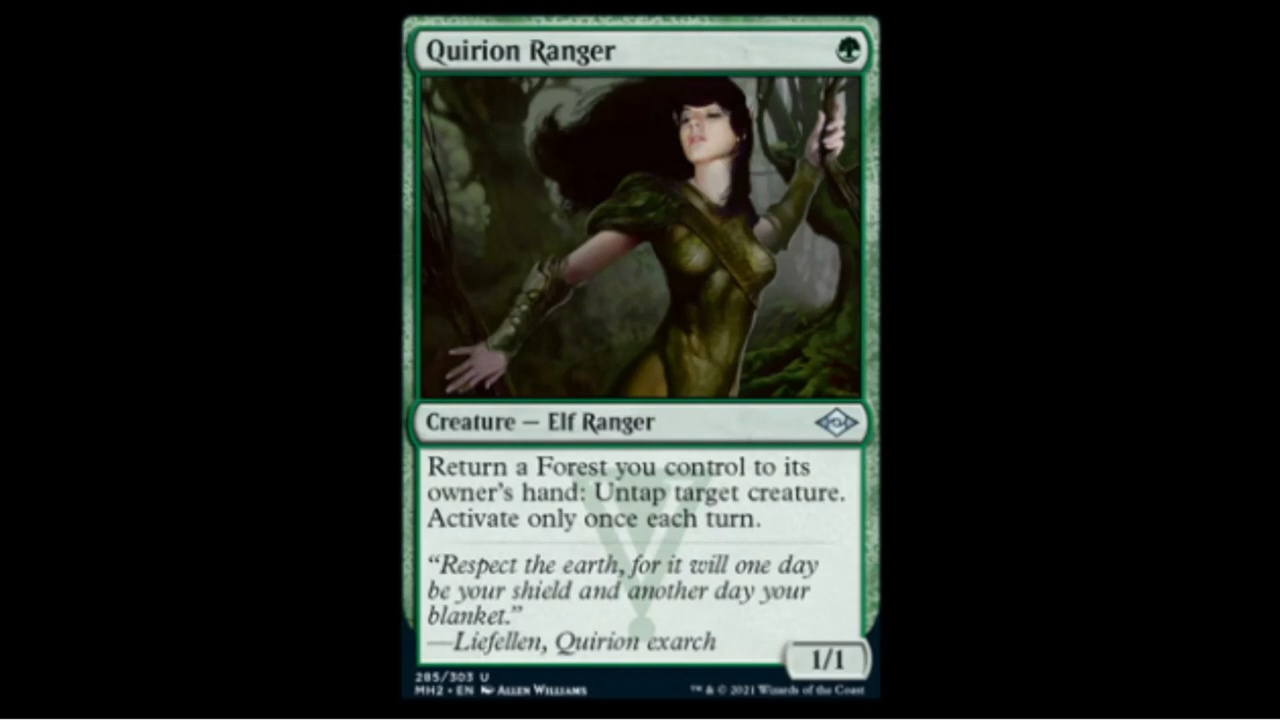 Quirion Ranger
Creature — Elf Ranger
Return a Forest you control to its
owner's hand: Untap target creature.
Activate only once each turn.
“Respect the earth, for it will one day
be your shield and another day your
blanket.”
—Liefellen, Quirion exarch
1/1
285/303 U
MH2 • EN Allen Williams
™ & © 2021 Wizards of the Coast